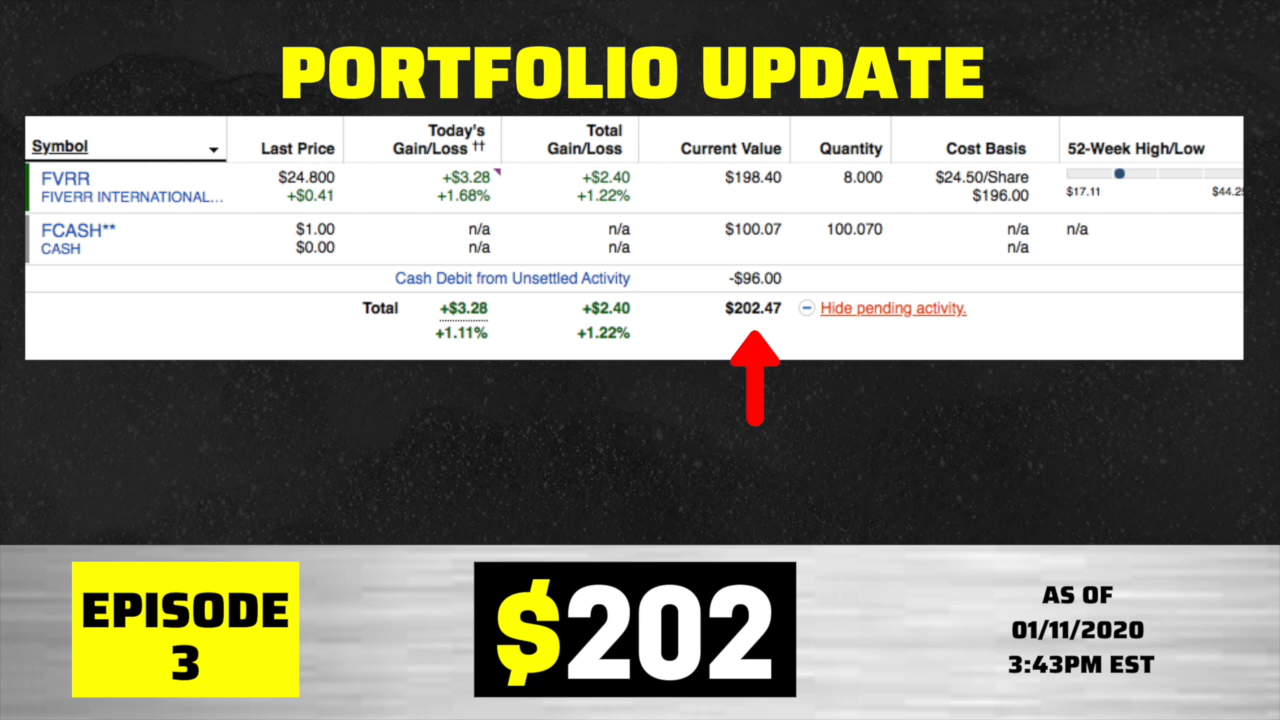 PORTFOLIO UPDATE
Symbol Last Price Today's Gain/Loss †† Total Gain/Loss Current Value Quantity Cost Basis 52-Week High/Low
FVRR $24.800 +$3.28 +$2.40 $198.40 8.000 $24.50/Share
FIVERR INTERNATIONAL... +$0.41 +1.68% +1.22% $196.00 $17.11
FCASH** $1.00 n/a n/a $100.07 100.070 n/a n/a
CASH $0.00 n/a n/a n/a
Cash Debit from Unsettled Activity -$96.00
Total +$3.28 +$2.40 $202.47 Hide pending activity.
+1.11% +1.22%
EPISODE
3
$202
AS OF
01/11/2020
3:43PM EST